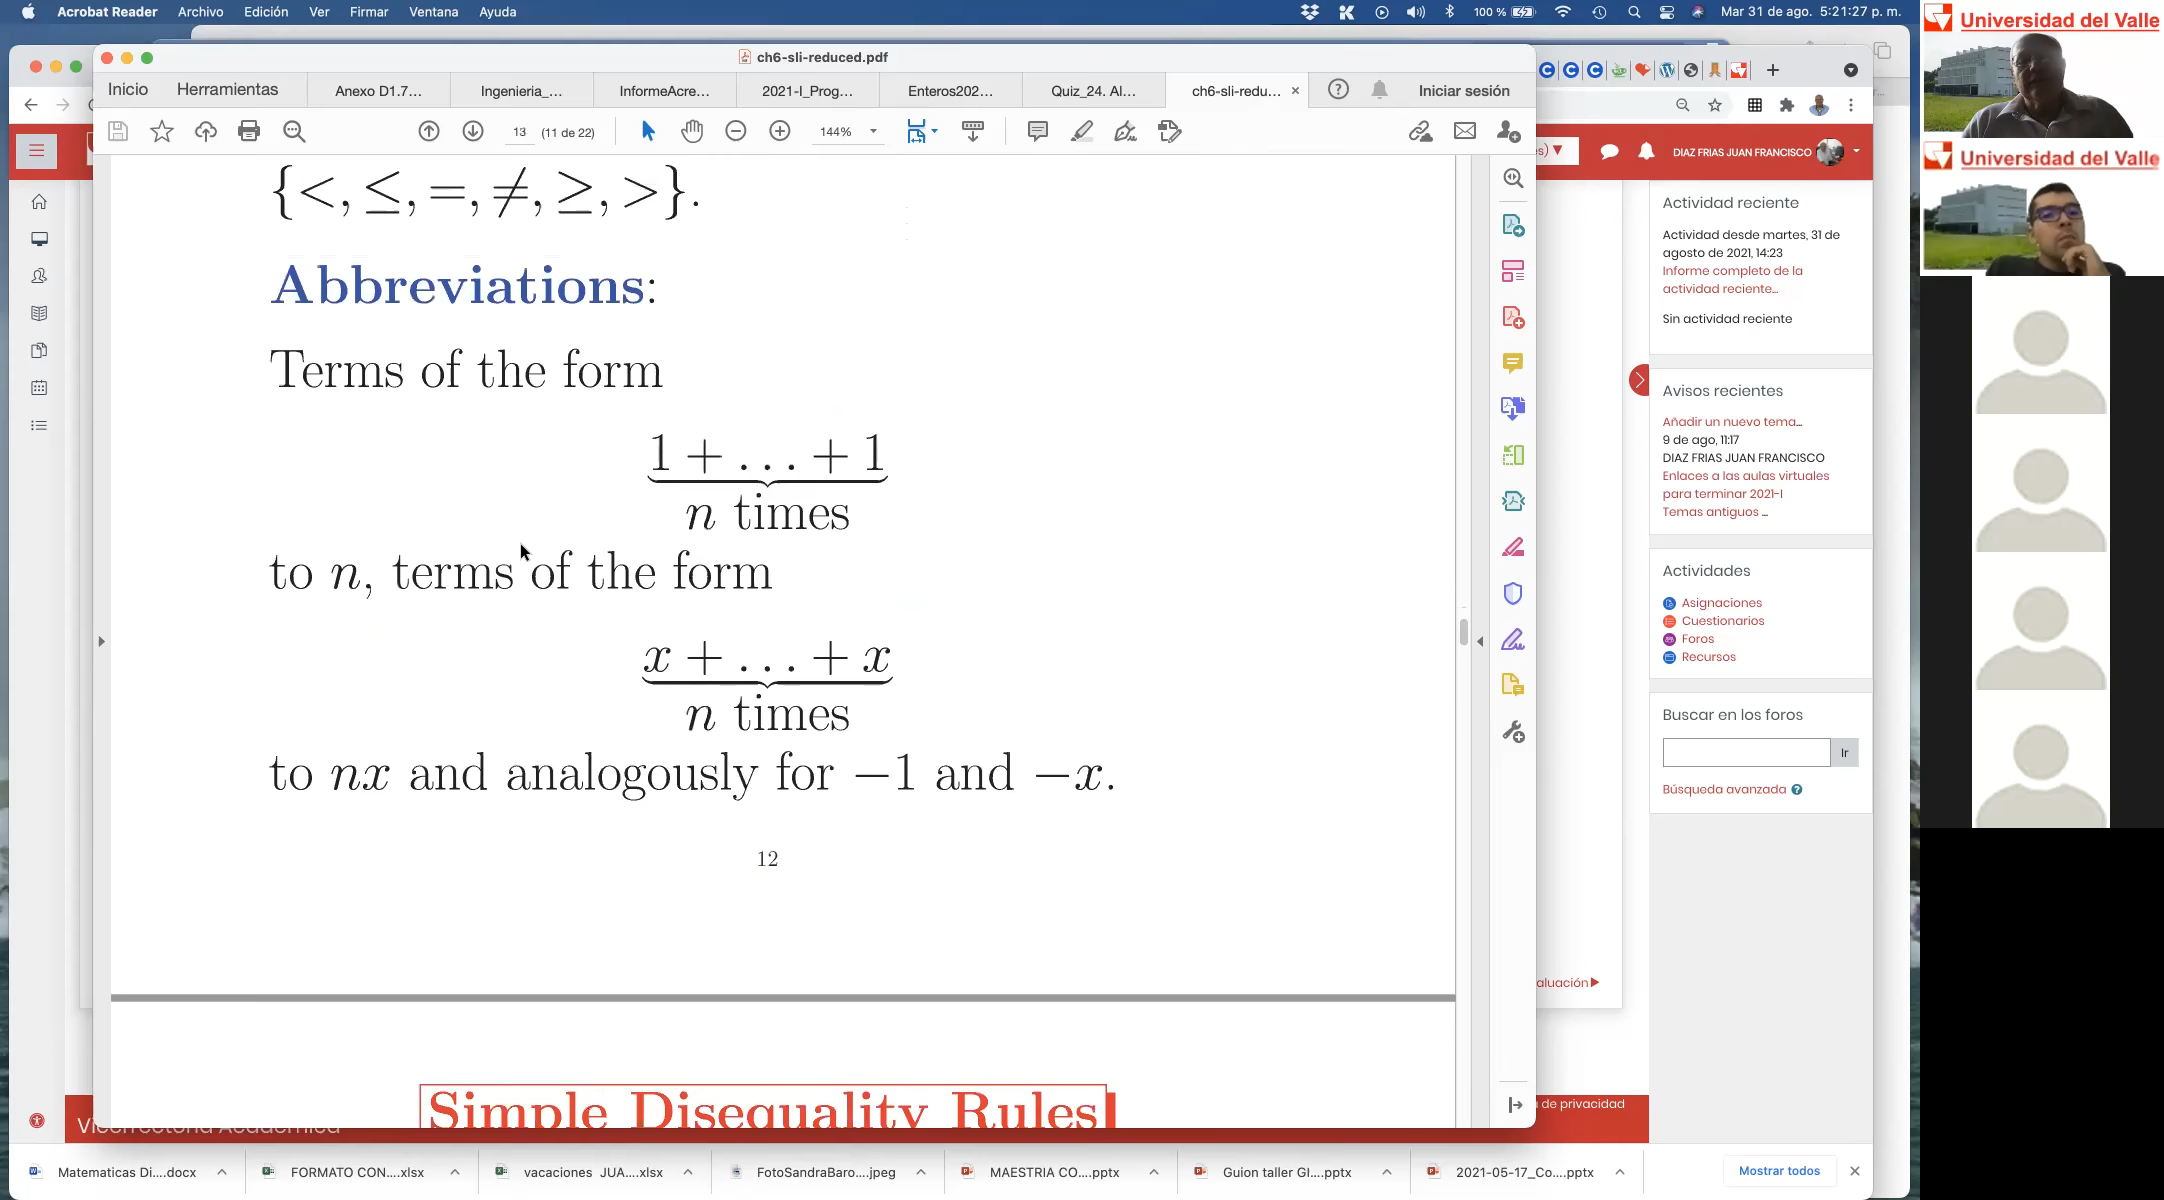 Acrobat Reader Archivo Edición Ver Firmar Ventana Ayuda
100 % Mar 31 de ago. 5:21:27 p. m.
ch6-sli-reduced.pdf
Inicio Herramientas Anexo D1.7... Ingenieria_... InformeAcre... 2021-I_Prog... Enteros202... Quiz_24. Al... ch6-sli-redu... × Iniciar sesión
13 (11 de 22) 144%
{<, ≤, =, ≠, ≥, >}.
Abbreviations:
Terms of the form
1 + . . . + 1
n times
to n, terms of the form
x + . . . + x
n times
to nx and analogously for −1 and −x.
12
Simple Disequality Rules
DIAZ FRIAS JUAN FRANCISCO
Actividad reciente
Actividad desde martes, 31 de
agosto de 2021, 14:23
Informe completo de la
actividad reciente...
Sin actividad reciente
Avisos recientes
Añadir un nuevo tema...
9 de ago, 11:17
DIAZ FRIAS JUAN FRANCISCO
Enlaces a las aulas virtuales
para terminar 2021-I
Temas antiguos ...
Actividades
Asignaciones
Cuestionarios
Foros
Recursos
Buscar en los foros
Ir
Búsqueda avanzada
aluación
de privacidad
Vicerrectoría Académica
Matematicas Di....docx FORMATO CON....xlsx vacaciones JUA....xlsx FotoSandraBaro....jpeg MAESTRIA CO....pptx Guion taller GI....pptx 2021-05-17_Co....pptx Mostrar todos
Universidad del Valle
Universidad del Valle